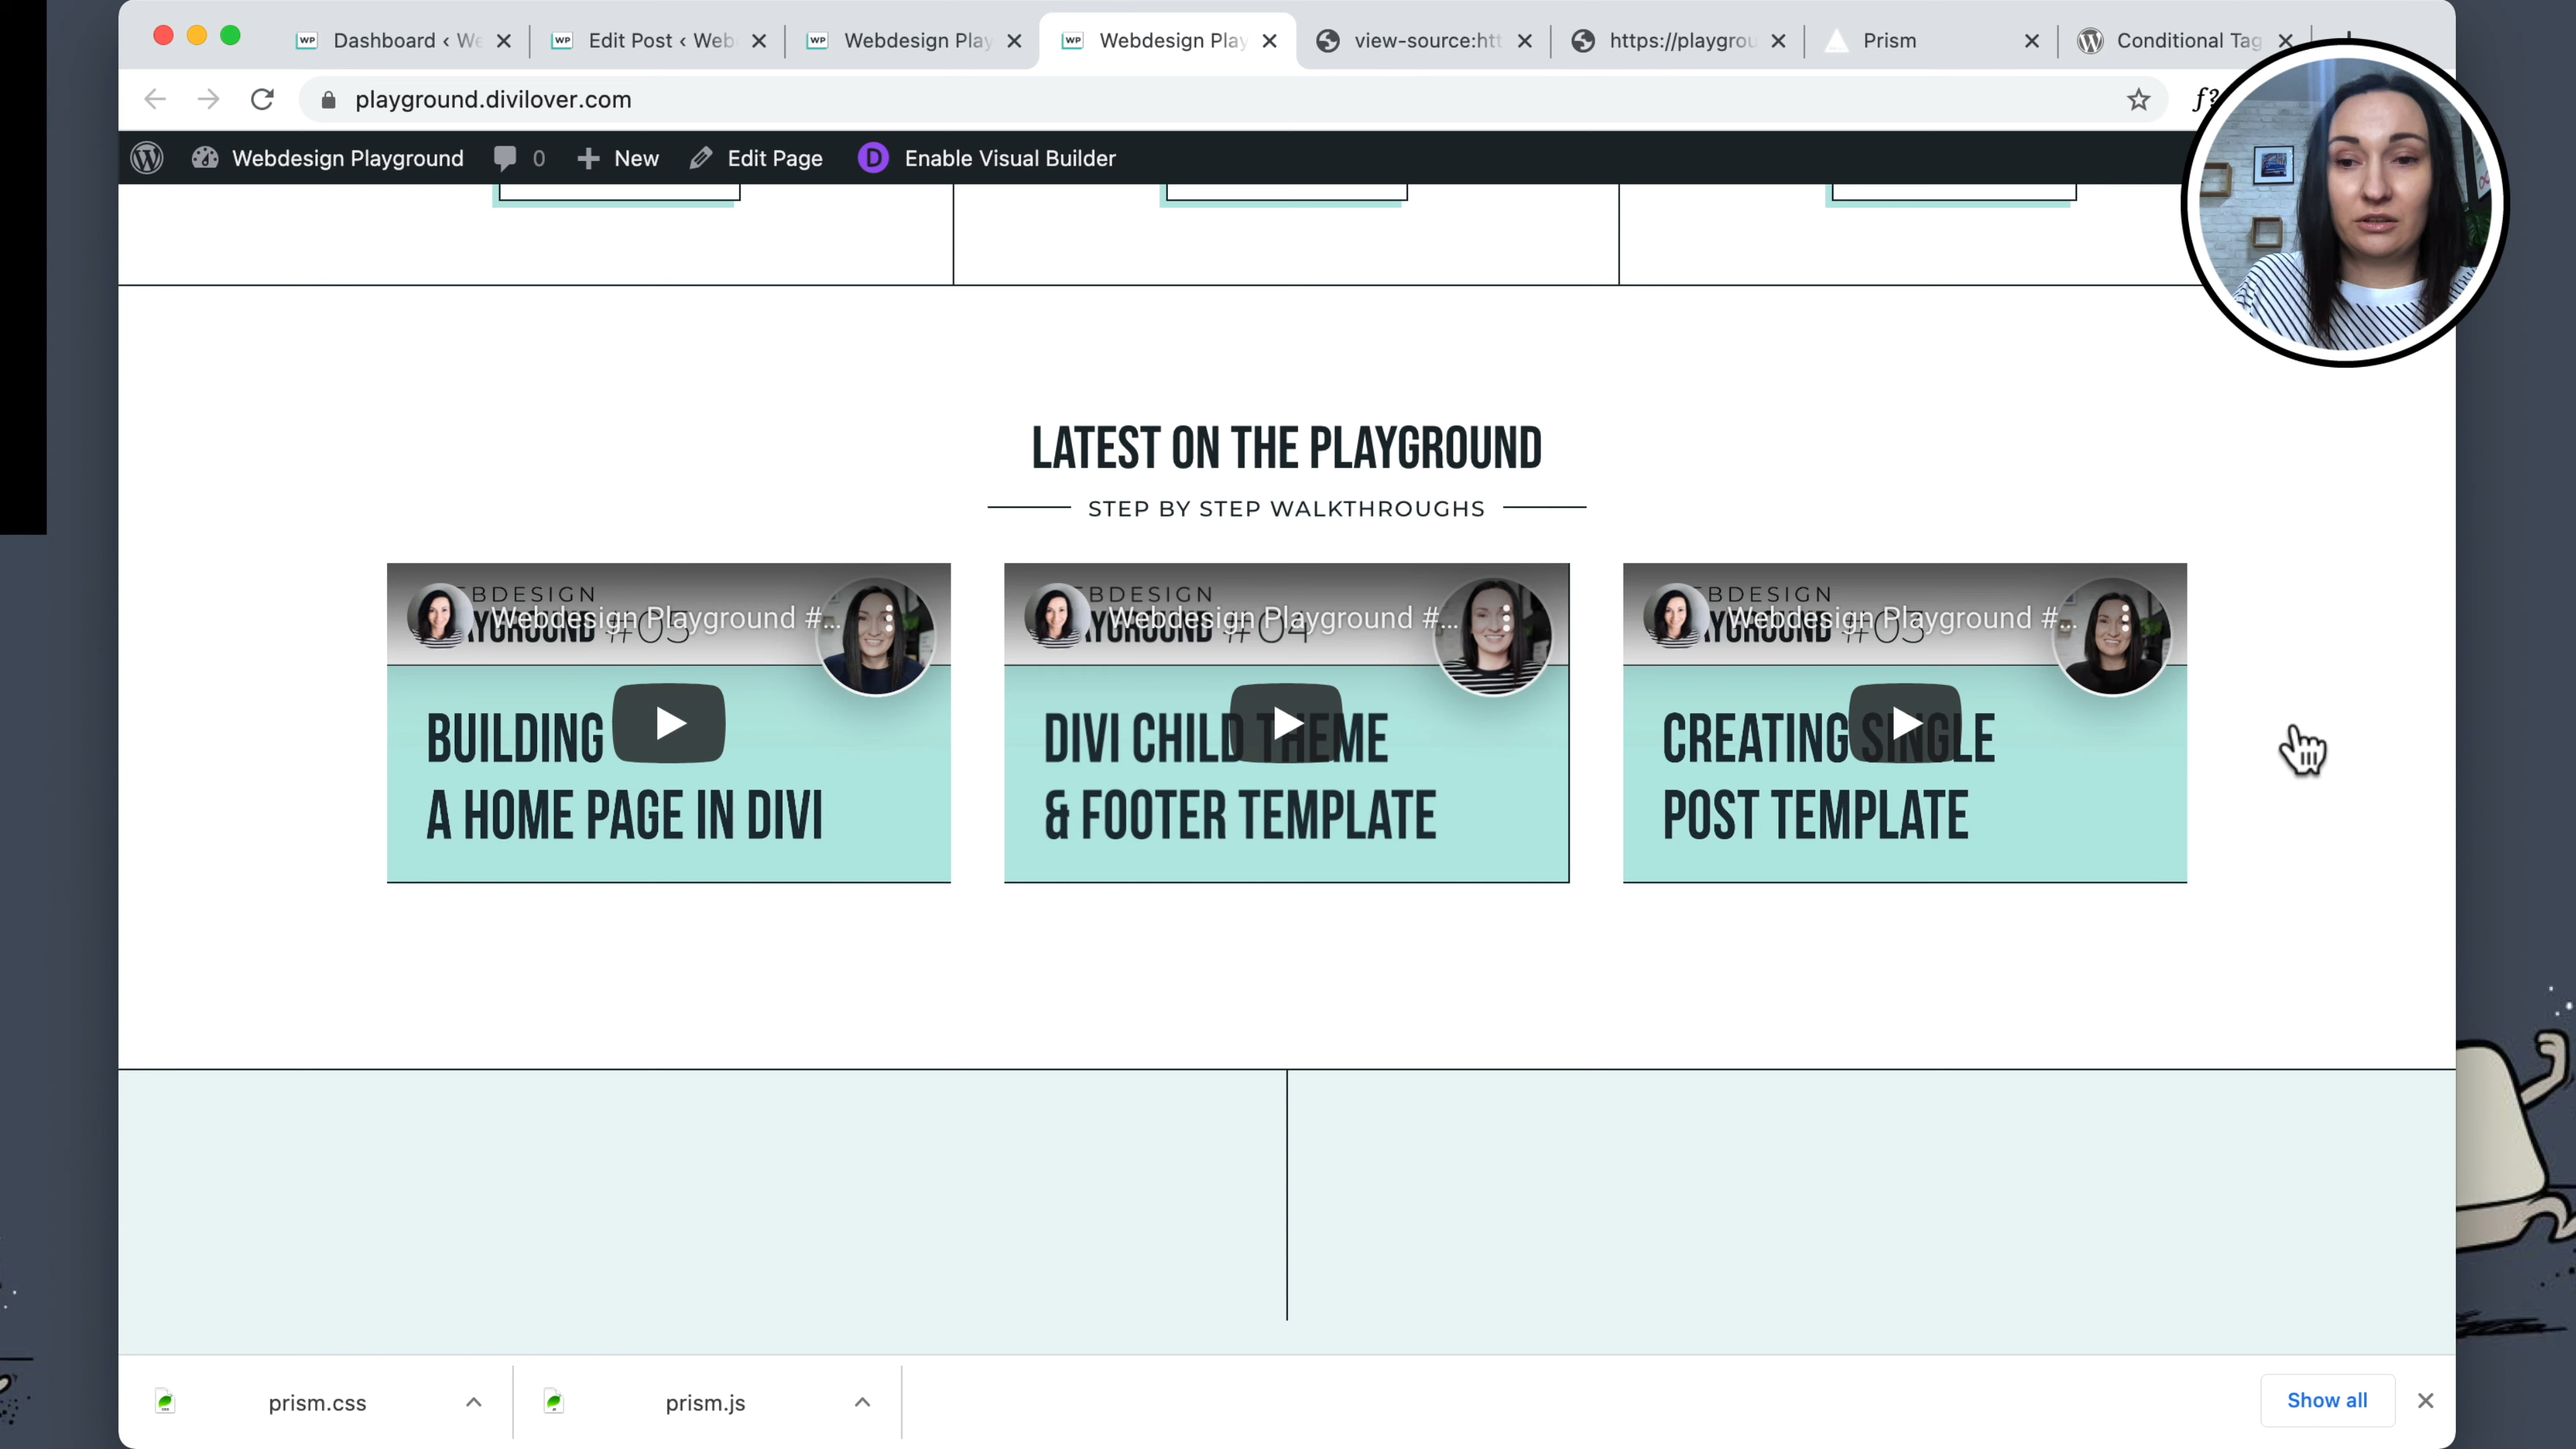 Dashboard ‹ We
Edit Post ‹ Web
Webdesign Play
Webdesign Play
view-source:htt
https://playgrou
Prism
Conditional Tag
playground.divilover.com
f?
Webdesign Playground
0
New
Edit Page
D
Enable Visual Builder
LATEST ON THE PLAYGROUND
STEP BY STEP WALKTHROUGHS
Webdesign Playground #...
BUILDING
A HOME PAGE IN DIVI
Webdesign Playground #...
DIVI CHILD THEME
& FOOTER TEMPLATE
Webdesign Playground #...
CREATING SINGLE
POST TEMPLATE
prism.css
prism.js
Show all